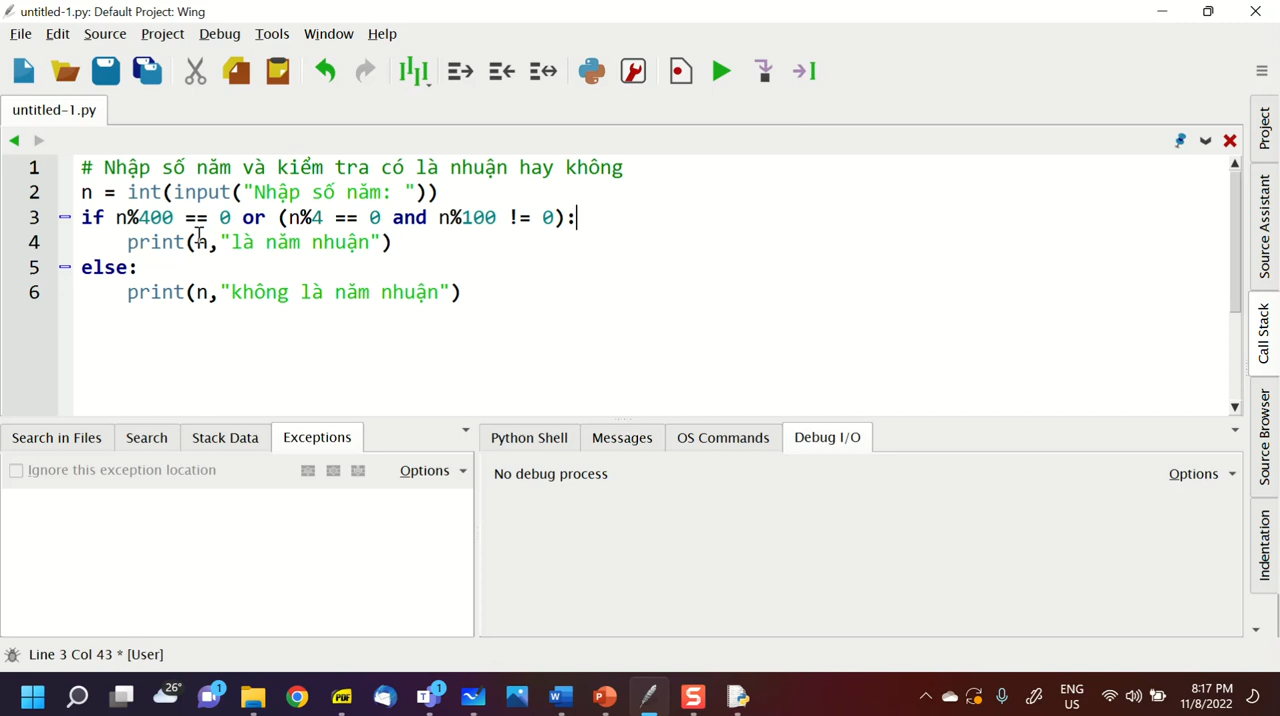 untitled-1.py: Default Project: Wing
File Edit Source Project Debug Tools Window Help
untitled-1.py
1 # Nhập số năm và kiểm tra có là nhuận hay không
2 n = int(input("Nhập số năm: "))
3 if n%400 == 0 or (n%4 == 0 and n%100 != 0):
4 print(n,"là năm nhuận")
5 else:
6 print(n,"không là năm nhuận")
Project
Source Assistant
Call Stack
Source Browser
Indentation
Search in Files Search Stack Data Exceptions
Python Shell Messages OS Commands Debug I/O
Ignore this exception location Options
No debug process Options
Line 3 Col 43 * [User]
26°
1
1
ENG
US
8:17 PM
11/8/2022